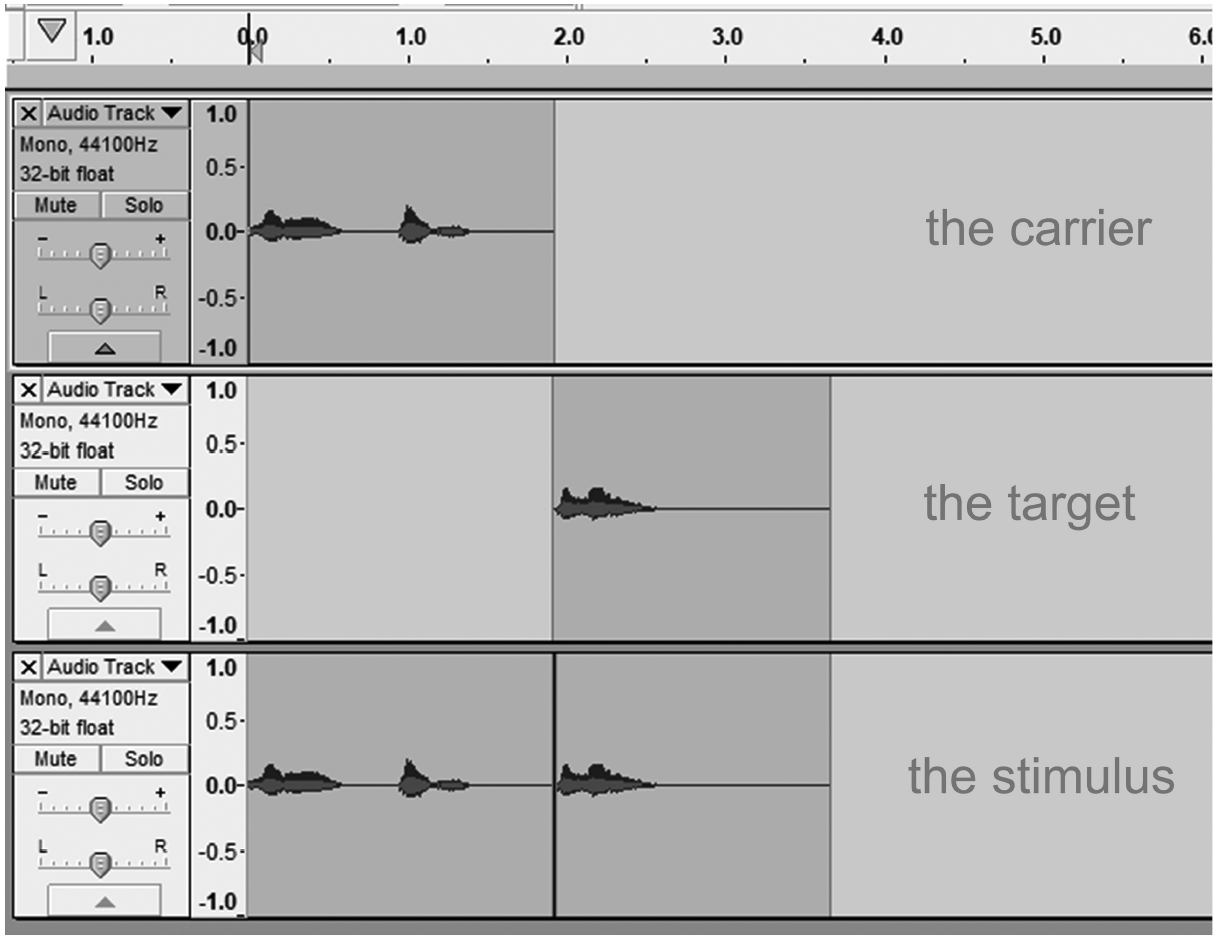 1.0 0.0 1.0 2.0 3.0 4.0 5.0 6.0
X Audio Track 1.0
Mono, 44100Hz
32-bit float 0.5
Mute Solo
- + 0.0
the carrier
L R -0.5
-1.0
X Audio Track 1.0
Mono, 44100Hz
32-bit float 0.5
Mute Solo
- + 0.0
the target
L R -0.5
-1.0
X Audio Track 1.0
Mono, 44100Hz
32-bit float 0.5
Mute Solo
- + 0.0
the stimulus
L R -0.5
-1.0